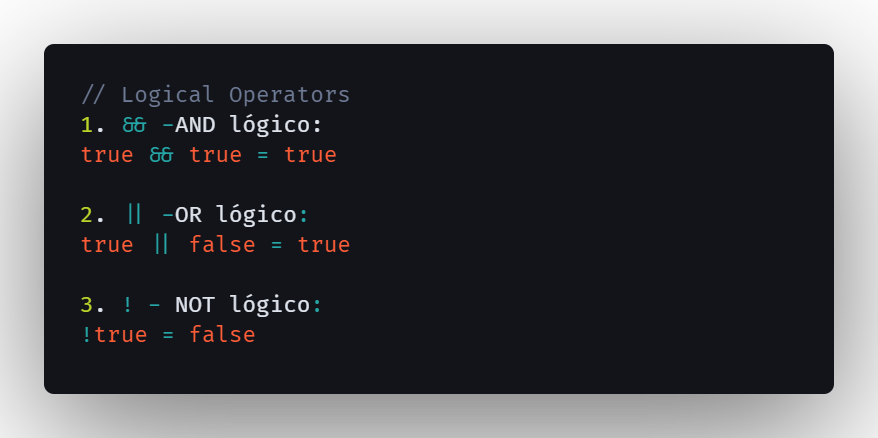 // Logical Operators
1. && -AND lógico:
true && true = true
2. || -OR lógico:
true || false = true
3. ! - NOT lógico:
!true = false